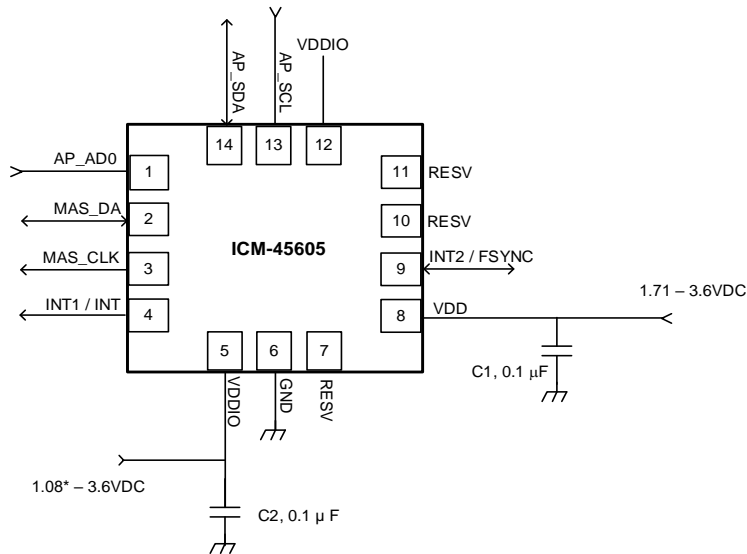 AP_SDA
AP_SCL
VDDIO
14
13
12
AP_AD0
1
11
RESV
MAS_DA
2
10
RESV
ICM-45605
MAS_CLK
3
9
INT2 / FSYNC
INT1 / INT
4
8
VDD
1.71 – 3.6VDC
5
6
7
VDDIO
GND
RESV
C1, 0.1 µF
1.08* – 3.6VDC
C2, 0.1 µ F